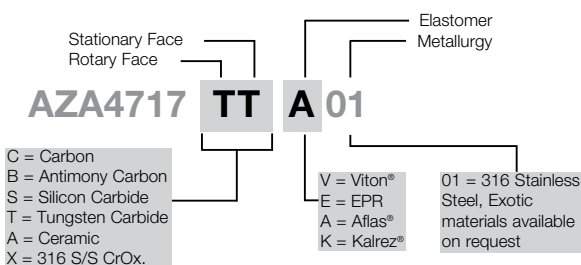 Elastomer
Stationary Face
Metallurgy
Rotary Face
AZA4717 TT A 01
C = Carbon
B = Antimony Carbon
S = Silicon Carbide
T = Tungsten Carbide
A = Ceramic
X = 316 S/S CrOx.
V = Viton®
E = EPR
A = Aflas®
K = Kalrez®
01 = 316 Stainless
Steel, Exotic
materials available
on request